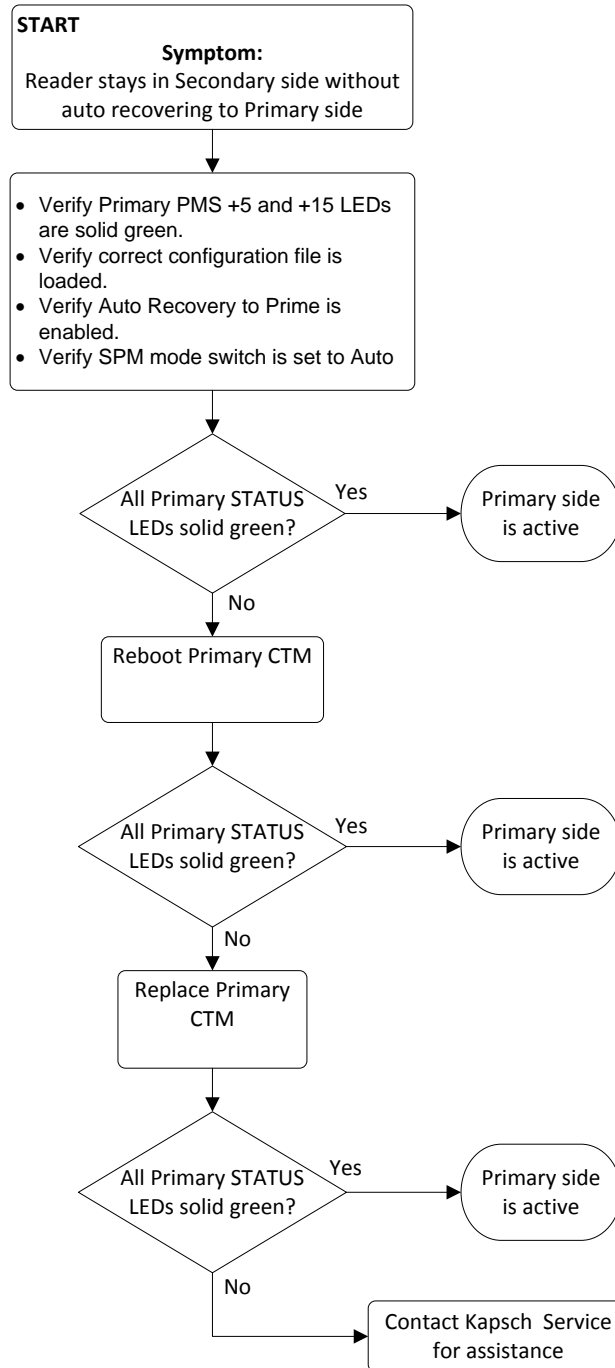 START
Symptom:
Reader stays in Secondary side without
auto recovering to Primary side
• Verify Primary PMS +5 and +15 LEDs
are solid green.
• Verify correct configuration file is
loaded.
• Verify Auto Recovery to Prime is
enabled.
• Verify SPM mode switch is set to Auto
All Primary STATUS
LEDs solid green?
Yes
Primary side
is active
No
Reboot Primary CTM
All Primary STATUS
LEDs solid green?
Yes
Primary side
is active
No
Replace Primary
CTM
All Primary STATUS
LEDs solid green?
Yes
Primary side
is active
No
Contact Kapsch Service
for assistance